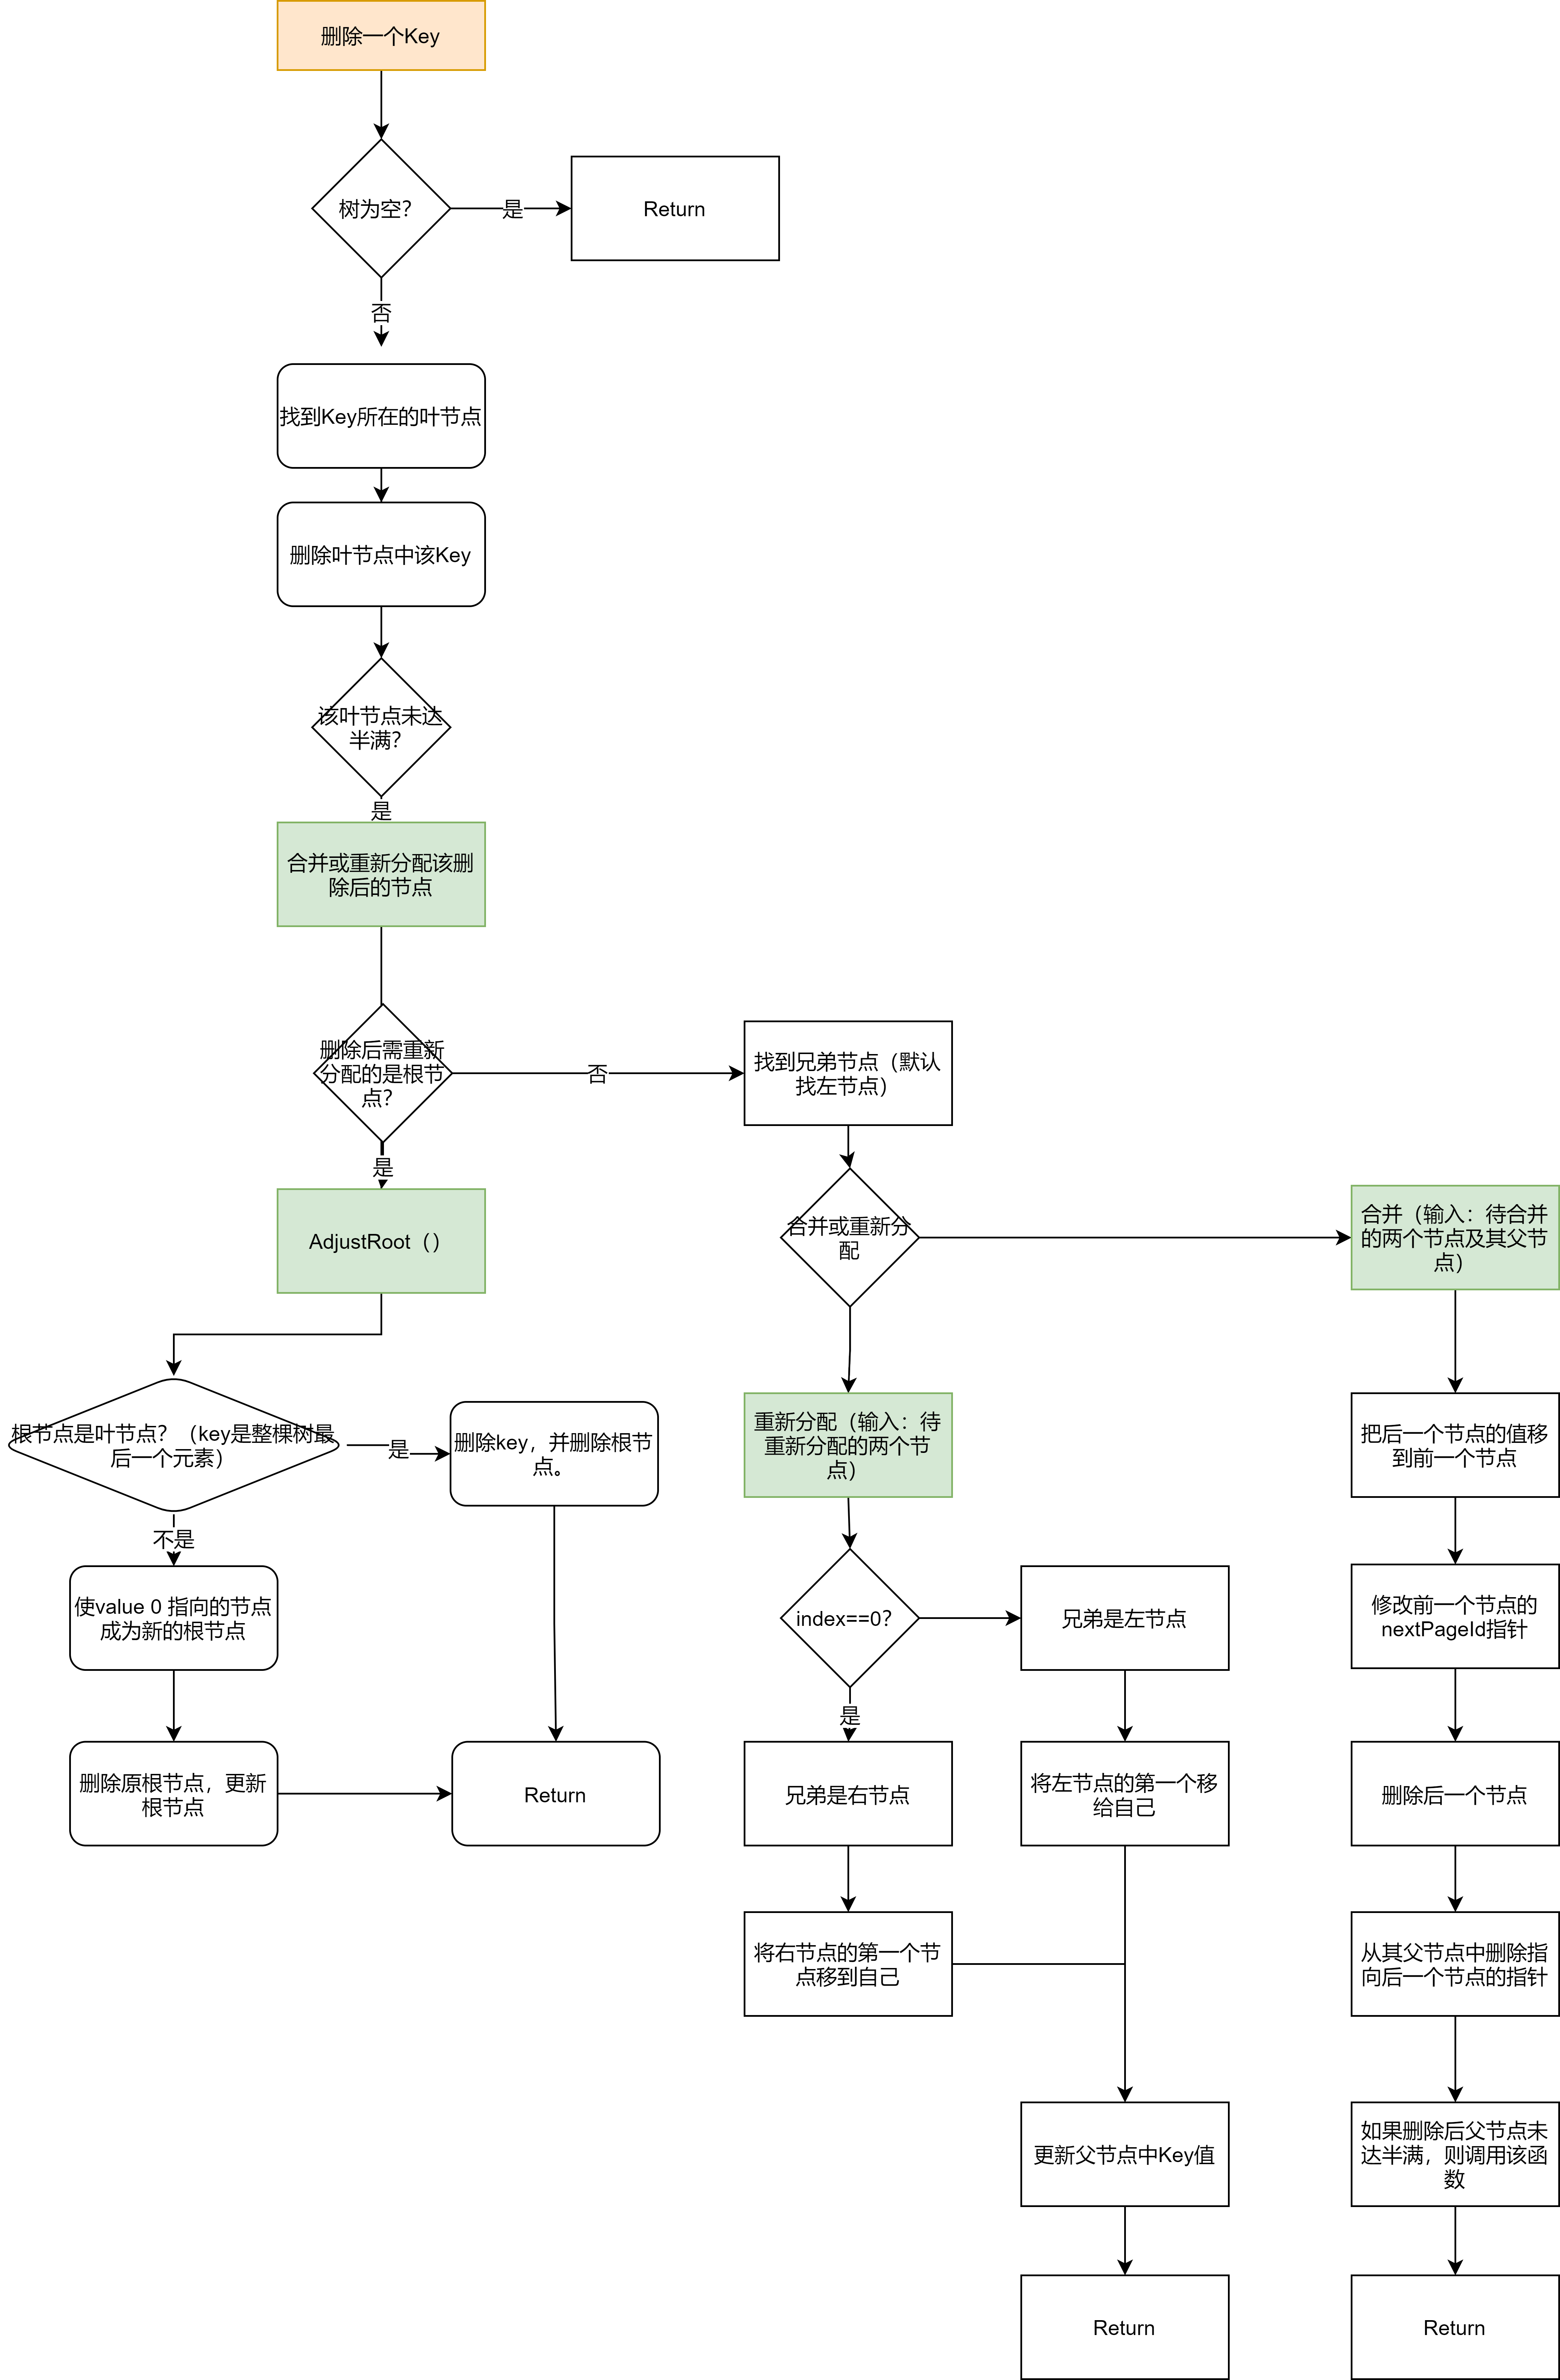 删除一个Key
树为空？
是
Return
否
找到Key所在的叶节点
删除叶节点中该Key
该叶节点未达
半满？
是
合并或重新分配该删
除后的节点
删除后需重新
分配的是根节
点？
否
找到兄弟节点（默认
找左节点）
是
AdjustRoot（）
合并或重新分
配
合并（输入：待合并
的两个节点及其父节
点）
根节点是叶节点？（key是整棵树最
后一个元素）
是
删除key，并删除根节
点。
重新分配（输入：待
重新分配的两个节
点）
把后一个节点的值移
到前一个节点
不是
使value 0 指向的节点
成为新的根节点
index==0?
兄弟是左节点
修改前一个节点的
nextPageId指针
是
删除原根节点，更新
根节点
Return
兄弟是右节点
将左节点的第一个移
给自己
删除后一个节点
将右节点的第一个节
点移到自己
从其父节点中删除指
向后一个节点的指针
更新父节点中Key值
如果删除后父节点未
达半满，则调用该函
数
Return
Return